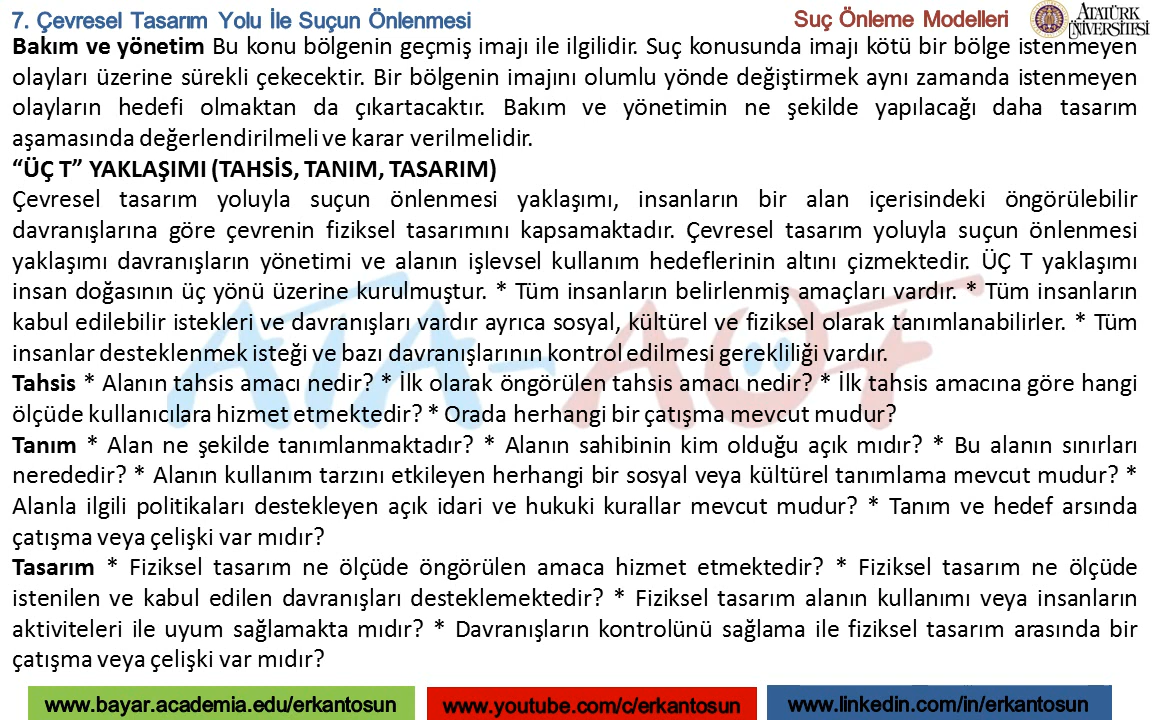 7. Çevresel Tasarım Yolu İle Suçun Önlenmesi
Suç Önleme Modelleri
ATATÜRK
ÜNİVERSİTESİ
Bakım ve yönetim Bu konu bölgenin geçmiş imajı ile ilgilidir. Suç konusunda imajı kötü bir bölge istenmeyen
olayları üzerine sürekli çekecektir. Bir bölgenin imajını olumlu yönde değiştirmek aynı zamanda istenmeyen
olayların hedefi olmaktan da çıkartacaktır. Bakım ve yönetimin ne şekilde yapılacağı daha tasarım
aşamasında değerlendirilmeli ve karar verilmelidir.
“ÜÇ T” YAKLAŞIMI (TAHSİS, TANIM, TASARIM)
Çevresel tasarım yoluyla suçun önlenmesi yaklaşımı, insanların bir alan içerisindeki öngörülebilir
davranışlarına göre çevrenin fiziksel tasarımını kapsamaktadır. Çevresel tasarım yoluyla suçun önlenmesi
yaklaşımı davranışların yönetimi ve alanın işlevsel kullanım hedeflerinin altını çizmektedir. ÜÇ T yaklaşımı
insan doğasının üç yönü üzerine kurulmuştur. * Tüm insanların belirlenmiş amaçları vardır. * Tüm insanların
kabul edilebilir istekleri ve davranışları vardır ayrıca sosyal, kültürel ve fiziksel olarak tanımlanabilirler. * Tüm
insanlar desteklenmek isteği ve bazı davranışlarının kontrol edilmesi gerekliliği vardır.
Tahsis * Alanın tahsis amacı nedir? * İlk olarak öngörülen tahsis amacı nedir? * İlk tahsis amacına göre hangi
ölçüde kullanıcılara hizmet etmektedir? * Orada herhangi bir çatışma mevcut mudur?
Tanım * Alan ne şekilde tanımlanmaktadır? * Alanın sahibinin kim olduğu açık mıdır? * Bu alanın sınırları
nerededir? * Alanın kullanım tarzını etkileyen herhangi bir sosyal veya kültürel tanımlama mevcut mudur? *
Alanla ilgili politikaları destekleyen açık idari ve hukuki kurallar mevcut mudur? * Tanım ve hedef arsında
çatışma veya çelişki var mıdır?
Tasarım * Fiziksel tasarım ne ölçüde öngörülen amaca hizmet etmektedir? * Fiziksel tasarım ne ölçüde
istenilen ve kabul edilen davranışları desteklemektedir? * Fiziksel tasarım alanın kullanımı veya insanların
aktiviteleri ile uyum sağlamakta mıdır? * Davranışların kontrolünü sağlama ile fiziksel tasarım arasında bir
çatışma veya çelişki var mıdır?
ATA-AÖF
www.bayar.academia.edu/erkantosun
www.youtube.com/c/erkantosun
www.linkedin.com/in/erkantosun